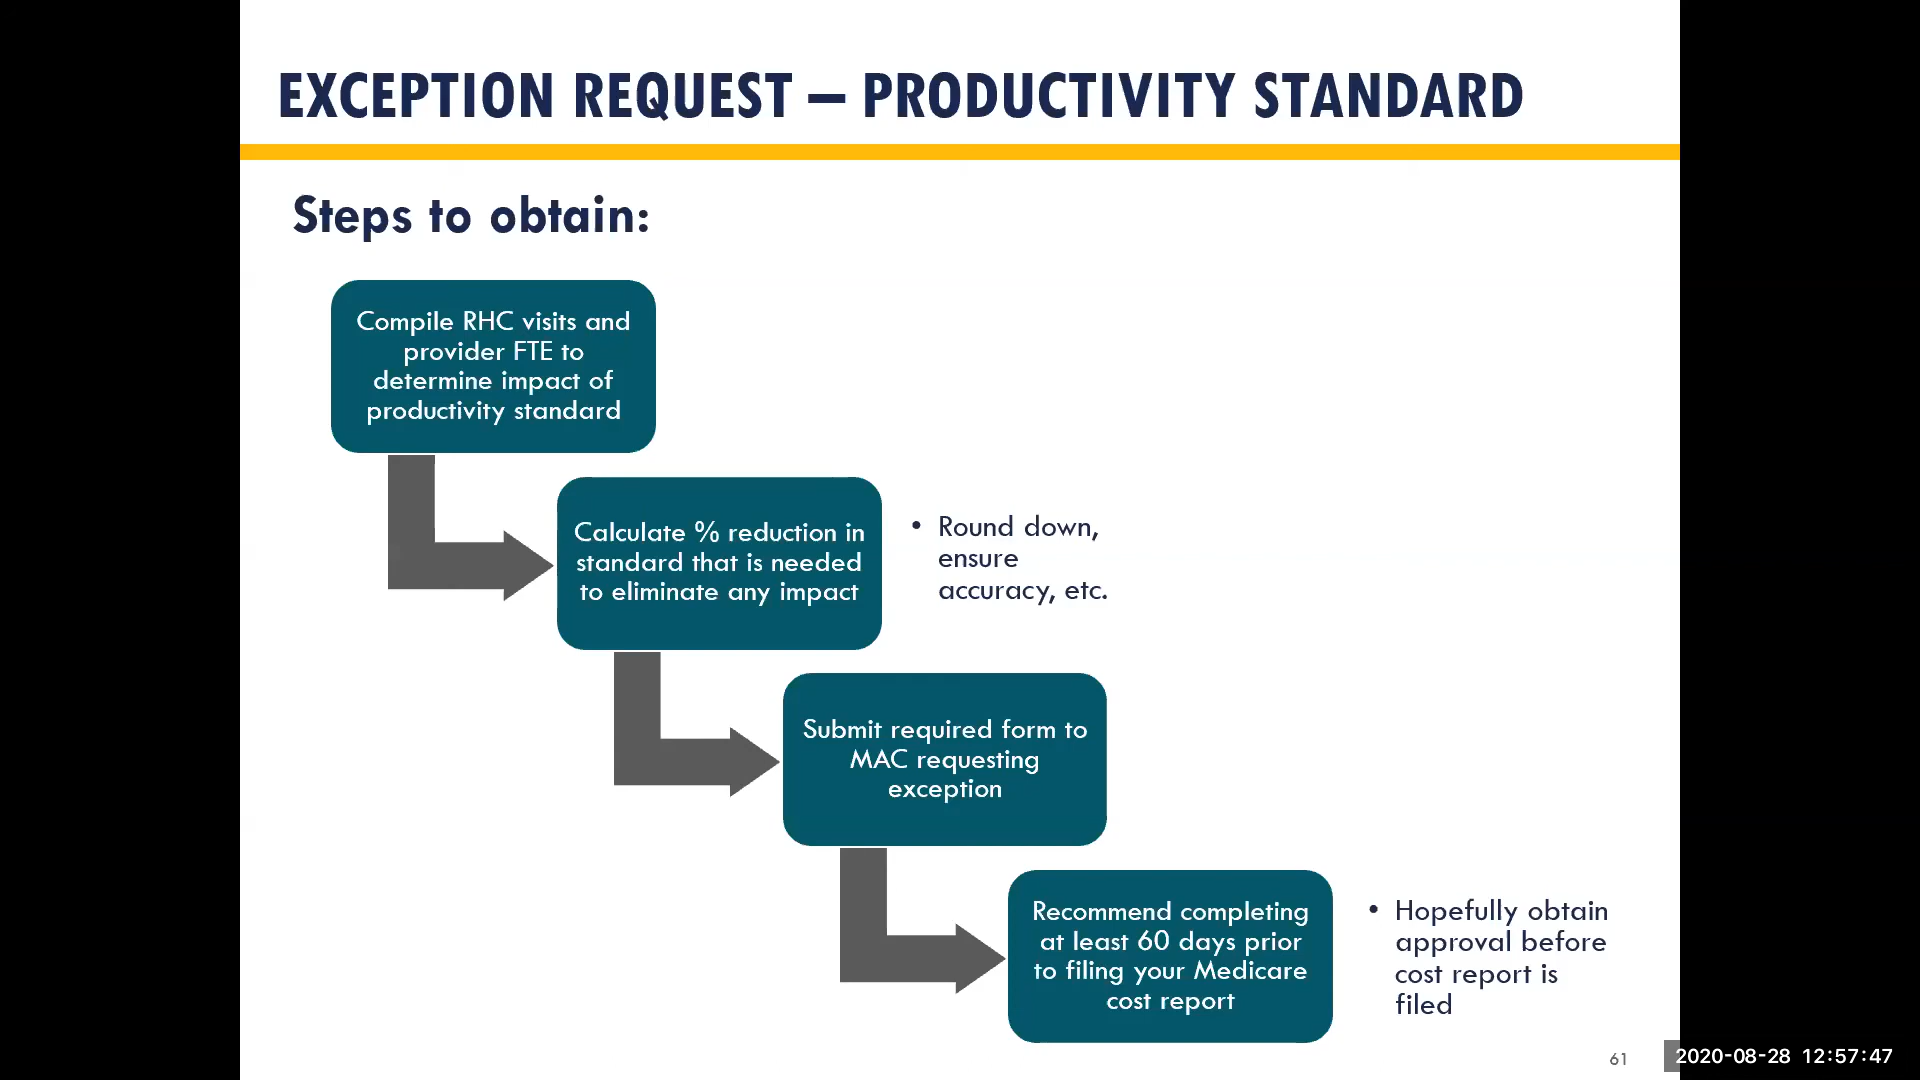 EXCEPTION REQUEST – PRODUCTIVITY STANDARD
Steps to obtain:
Compile RHC visits and
provider FTE to
determine impact of
productivity standard
Calculate % reduction in
standard that is needed
to eliminate any impact
• Round down,
ensure
accuracy, etc.
Submit required form to
MAC requesting
exception
Recommend completing
at least 60 days prior
to filing your Medicare
cost report
• Hopefully obtain
approval before
cost report is
filed
61
2020-08-28 12:57:47